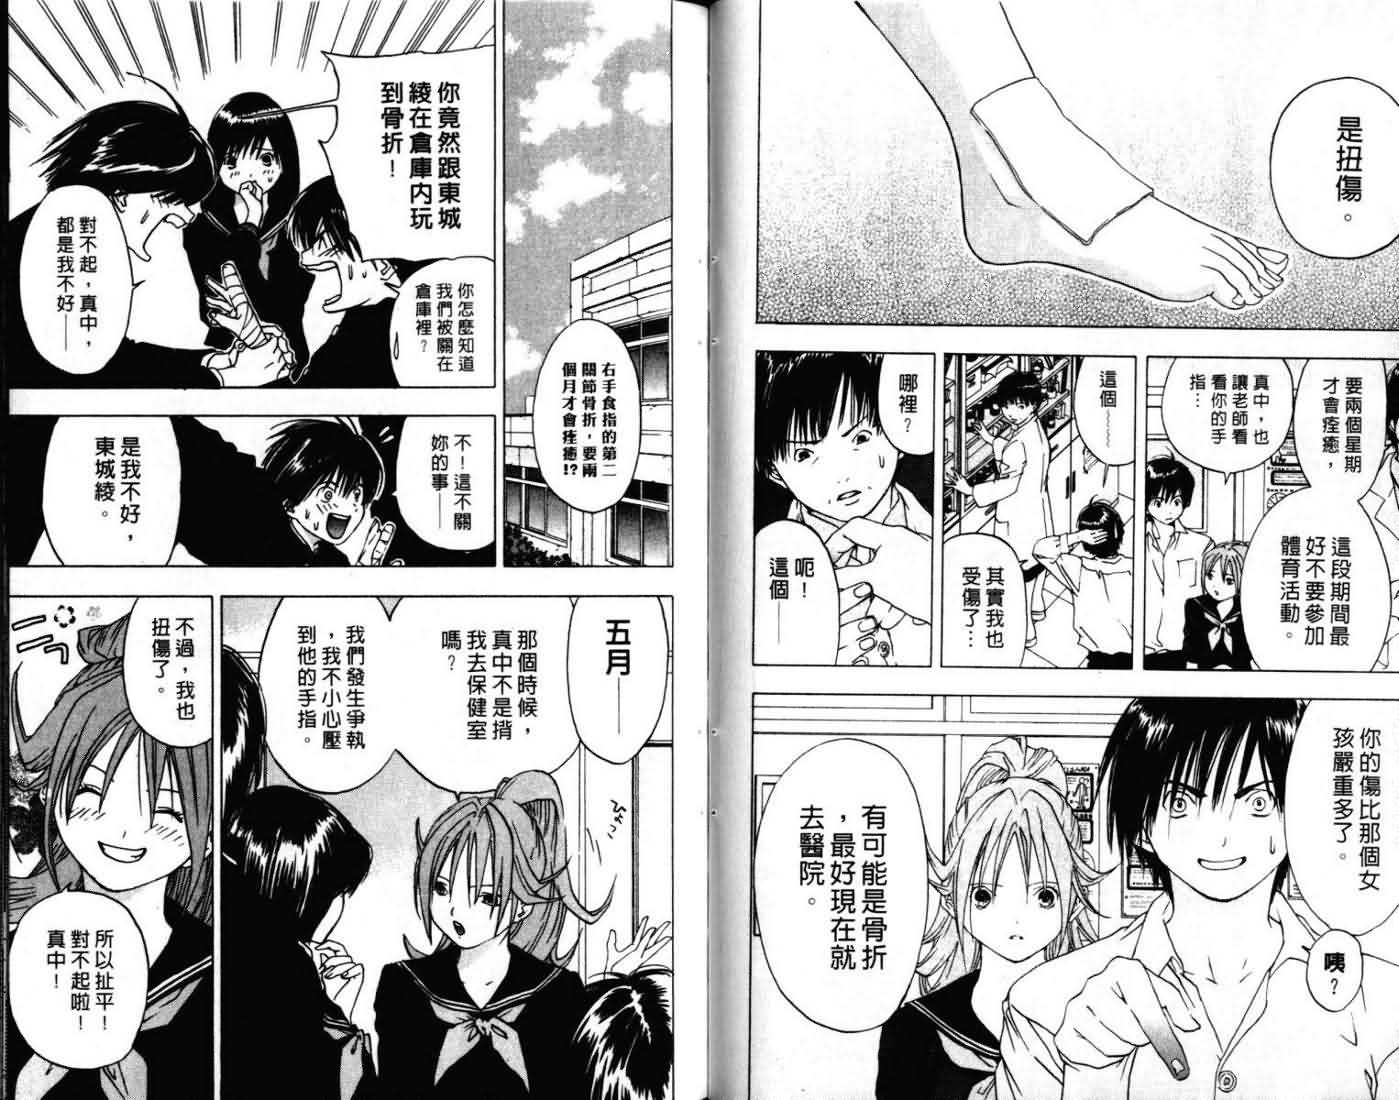 是扭傷。
要兩個星期
才會痊癒，
這段期間最
好不要參加
體育活動。
真中，也
讓老師看
看你的手
指…
這個～～～～
其實我也
受傷了…
哪裡？
呃！
這個──
你的傷比那個女
孩嚴重多了。
咦？
有可能是骨折
，最好現在就
去醫院。
右手食指的第二
關節骨折，要兩
個月才會痊癒!?
你竟然跟東城
綾在倉庫內玩
到骨折！
你怎麼知道
我們被關在
倉庫裡？
對不起，真中，
都是我不好──
不！這不關
妳的事──
是我不好，
東城綾。
五月──
那個時候，
真中不是揹
我去保健室
嗎？
我們發生爭執
，我不小心壓
到他的手指。
ひょこ
不過，我也
扭傷了。
所以扯平！
對不起啦！
真中！